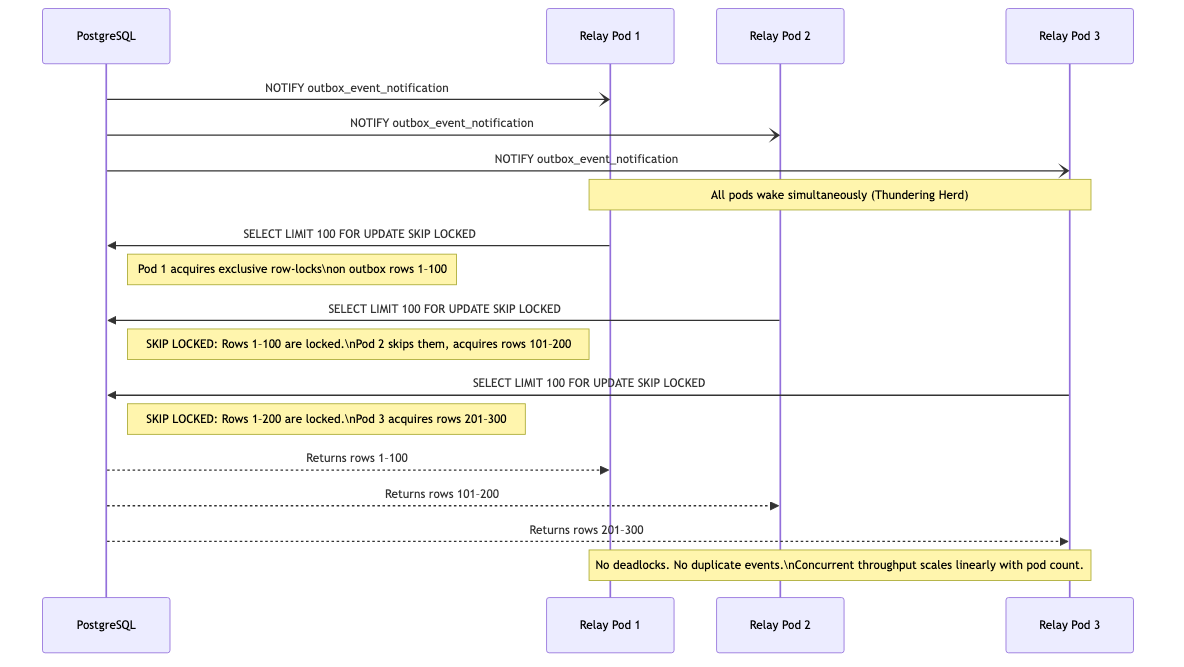 PostgreSQL
Relay Pod 1
Relay Pod 2
Relay Pod 3
NOTIFY outbox_event_notification
NOTIFY outbox_event_notification
NOTIFY outbox_event_notification
All pods wake simultaneously (Thundering Herd)
SELECT LIMIT 100 FOR UPDATE SKIP LOCKED
Pod 1 acquires exclusive row-locks\non outbox rows 1–100
SELECT LIMIT 100 FOR UPDATE SKIP LOCKED
SKIP LOCKED: Rows 1–100 are locked.\nPod 2 skips them, acquires rows 101–200
SELECT LIMIT 100 FOR UPDATE SKIP LOCKED
SKIP LOCKED: Rows 1–200 are locked.\nPod 3 acquires rows 201–300
Returns rows 1–100
Returns rows 101–200
Returns rows 201–300
No deadlocks. No duplicate events.\nConcurrent throughput scales linearly with pod count.
PostgreSQL
Relay Pod 1
Relay Pod 2
Relay Pod 3